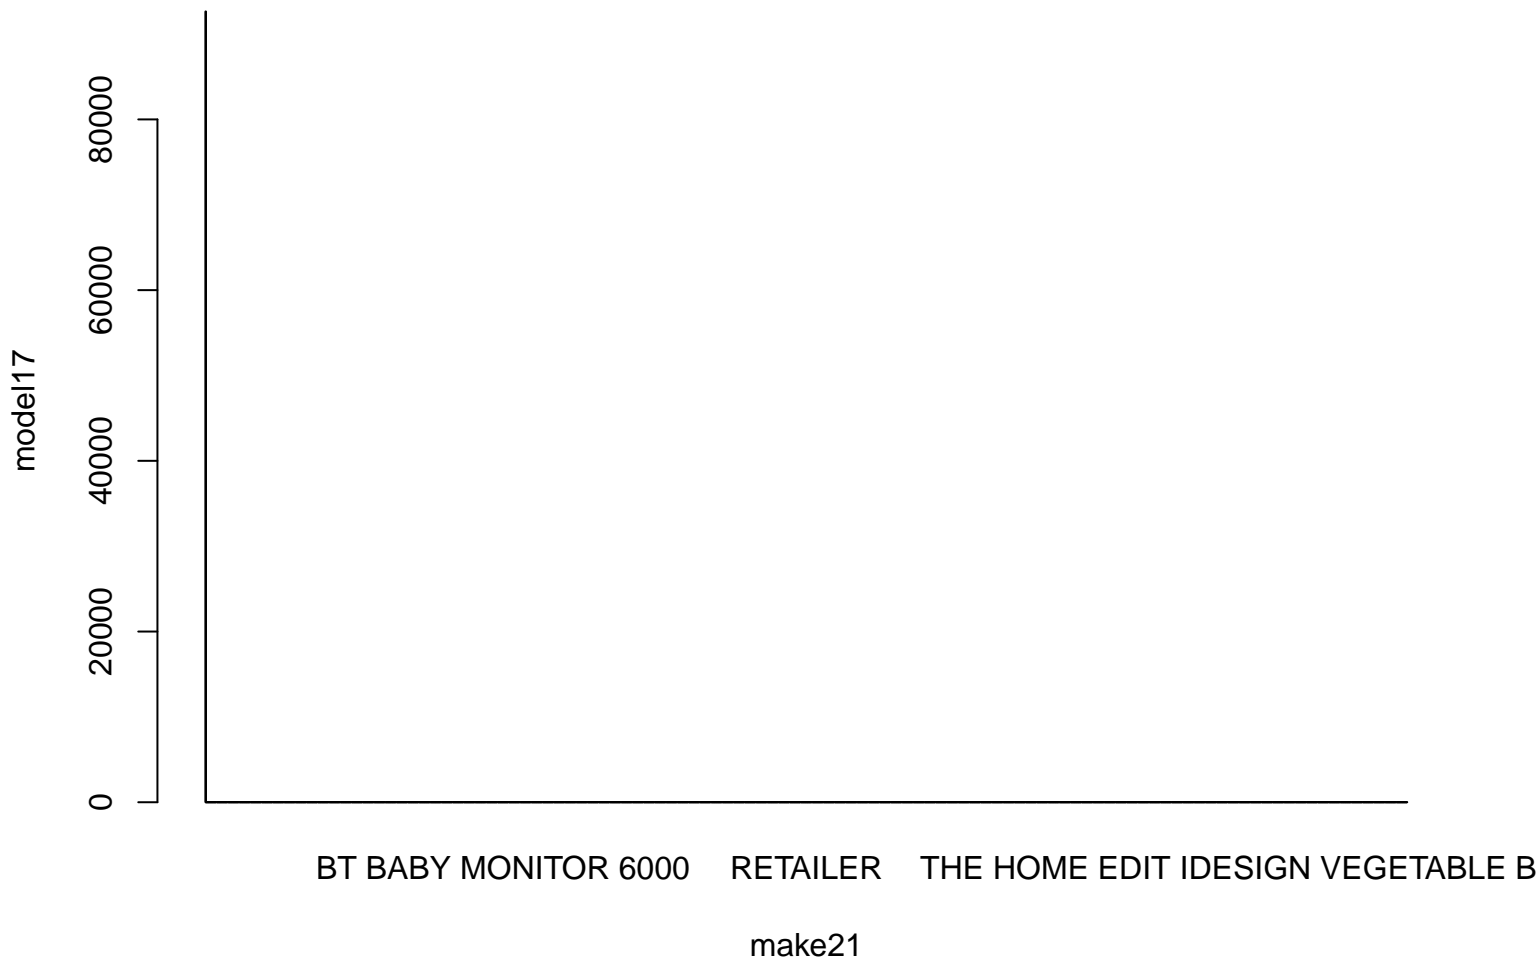 80000
60000
40000
20000
0
model17
BT BABY MONITOR 6000 RETAILER THE HOME EDIT IDESIGN VEGETABLE B
make21